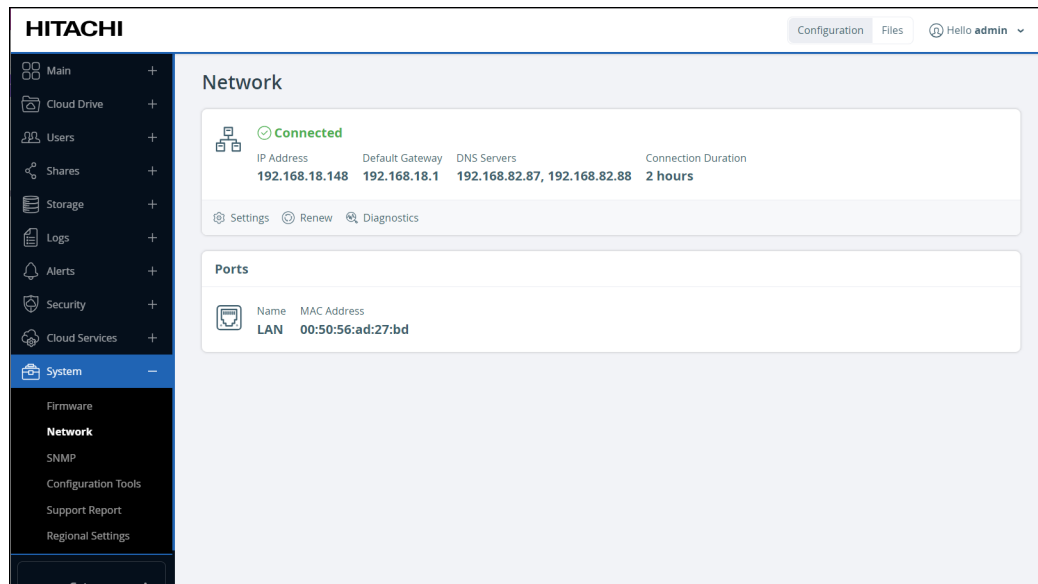 HITACHI
Configuration Files Hello admin
Main
Cloud Drive
Users
Shares
Storage
Logs
Alerts
Security
Cloud Services
System
Firmware
Network
SNMP
Configuration Tools
Support Report
Regional Settings
Network
Connected
IP Address Default Gateway DNS Servers Connection Duration
192.168.18.148 192.168.18.1 192.168.82.87, 192.168.82.88 2 hours
Settings Renew Diagnostics
Ports
Name MAC Address
LAN 00:50:56:ad:27:bd